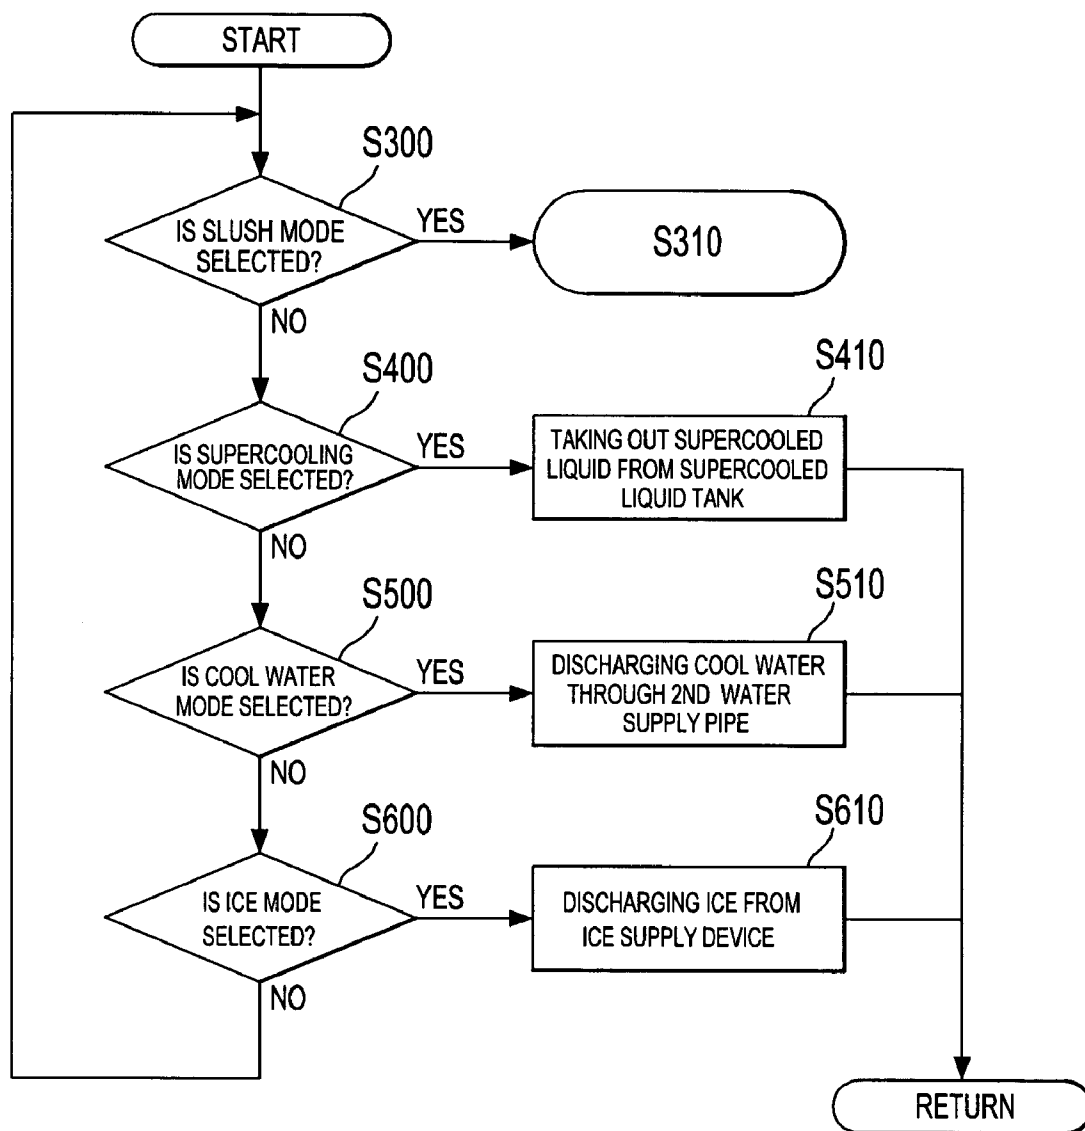 START
S300
IS SLUSH MODE
SELECTED?
YES
S310
NO
S400
IS SUPERCOOLING
MODE SELECTED?
YES
S410
TAKING OUT SUPERCOOLED
LIQUID FROM SUPERCOOLED
LIQUID TANK
NO
S500
IS COOL WATER
MODE SELECTED?
YES
S510
DISCHARGING COOL WATER
THROUGH 2ND WATER
SUPPLY PIPE
NO
S600
IS ICE MODE
SELECTED?
YES
S610
DISCHARGING ICE FROM
ICE SUPPLY DEVICE
NO
RETURN